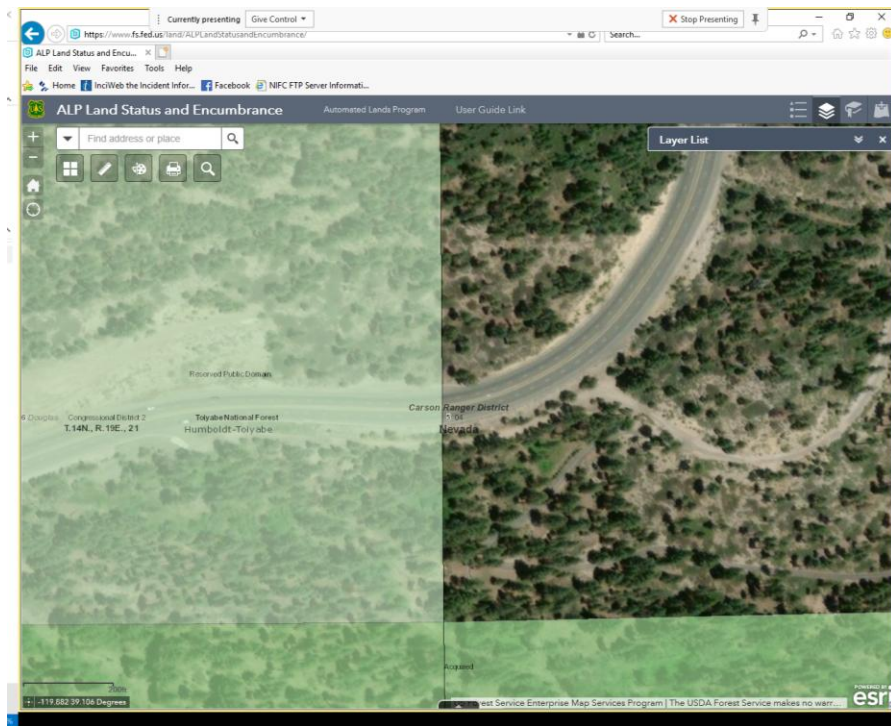 Currently presenting Give Control Stop Presenting
https://www.fs.fed.us/land/ALPLandStatusandEncumbrance/ Search...
ALP Land Status and Encu...
File Edit View Favorites Tools Help
Home InciWeb the Incident Infor... Facebook NIFC FTP Server Informati...
ALP Land Status and Encumbrance Automated Lands Program User Guide Link
Find address or place
Layer List
Reserved Public Domain
Carson Ranger District
Douglas Congressional District 2 Toiyabe National Forest
T.14N., R.19E., 21 Humboldt-Toiyabe Nevada
Acquired
-119.882 39.106 Degrees
est Service Enterprise Map Services Program | The USDA Forest Service makes no warr...
POWERED BY
esri